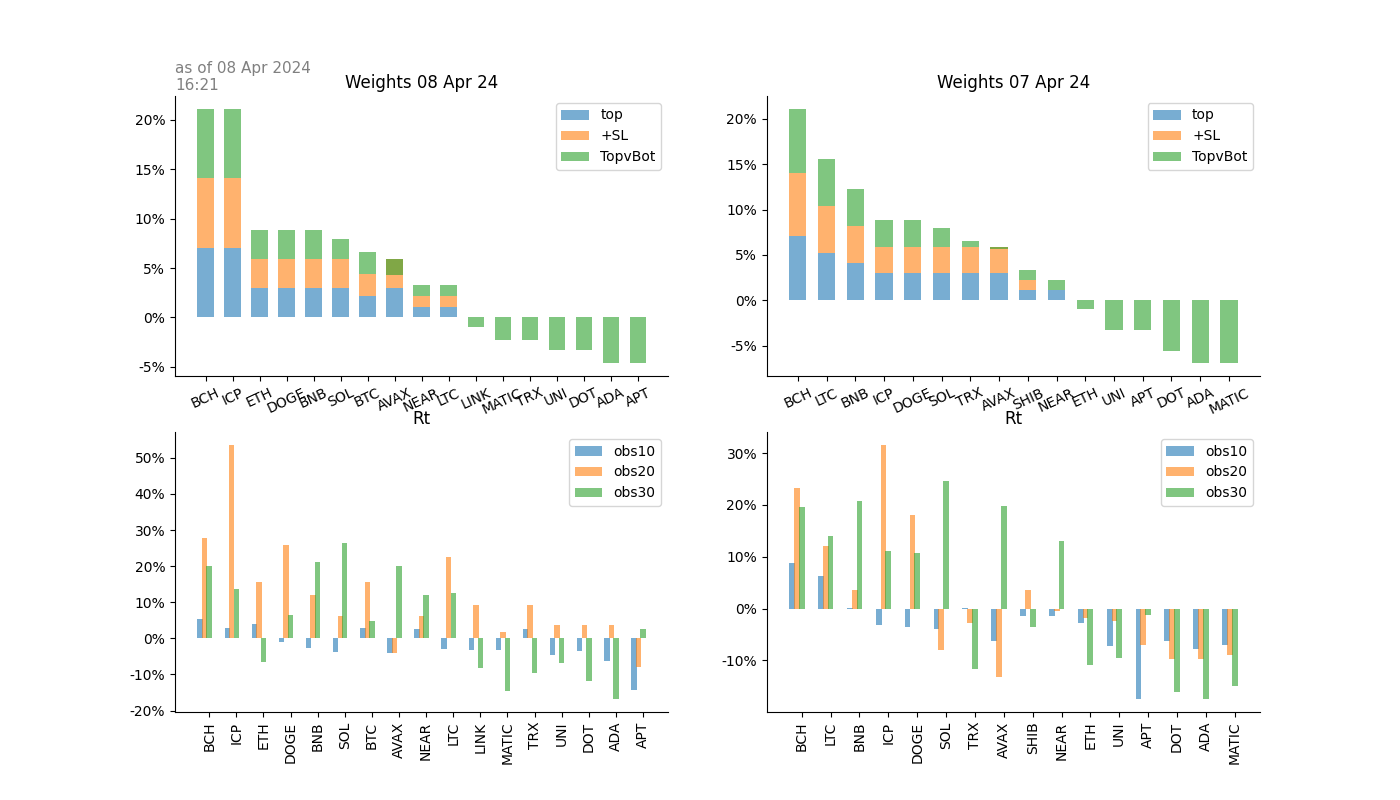 as of 08 Apr 2024
16:21
Weights 08 Apr 24
20%
15%
10%
5%
0%
-5%
top
+SL
TopvBot
BCH ICP ETH DOGE BNB SOL BTC AVAX NEAR LTC LINK MATIC TRX UNI DOT ADA APT
Weights 07 Apr 24
20%
15%
10%
5%
0%
-5%
top
+SL
TopvBot
BCH LTC BNB ICP DOGE SOL TRX AVAX SHIB NEAR ETH UNI APT DOT ADA MATIC
Rt
50%
40%
30%
20%
10%
0%
-10%
-20%
obs10
obs20
obs30
BCH ICP ETH DOGE BNB SOL BTC AVAX NEAR LTC LINK MATIC TRX UNI DOT ADA APT
Rt
30%
20%
10%
0%
-10%
obs10
obs20
obs30
BCH LTC BNB ICP DOGE SOL TRX AVAX SHIB NEAR ETH UNI APT DOT ADA MATIC